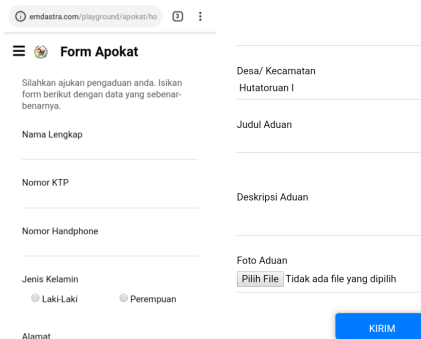 emdastra.com/playground/apokat/ho
3
Form Apokat
Silahkan ajukan pengaduan anda. Isikan
form berikut dengan data yang sebenar-
benarnya.
Nama Lengkap
Nomor KTP
Nomor Handphone
Jenis Kelamin
Laki-Laki Perempuan
Alamat
Desa/ Kecamatan
Hutatoruan I
Judul Aduan
Deskripsi Aduan
Foto Aduan
Pilih File Tidak ada file yang dipilih
KIRIM